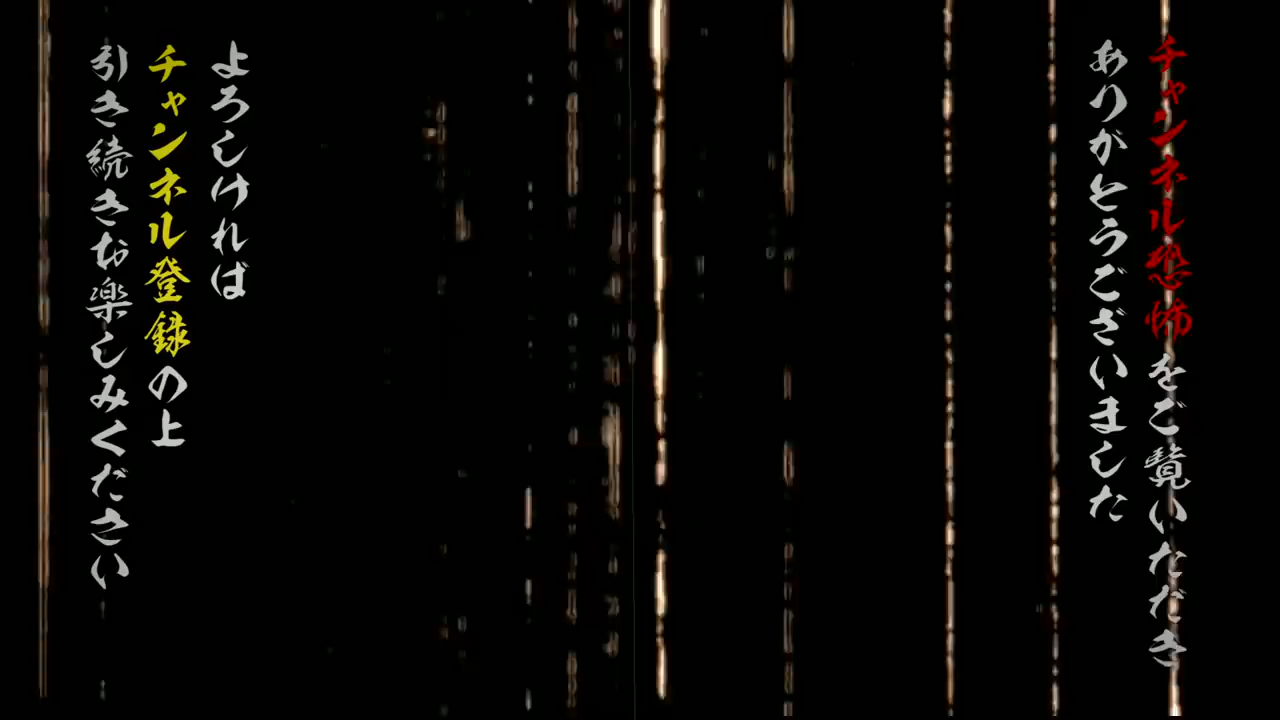 チャンネル恐怖をご覧いただき
ありがとうございました
よろしければ
チャンネル登録の上
引き続きお楽しみください